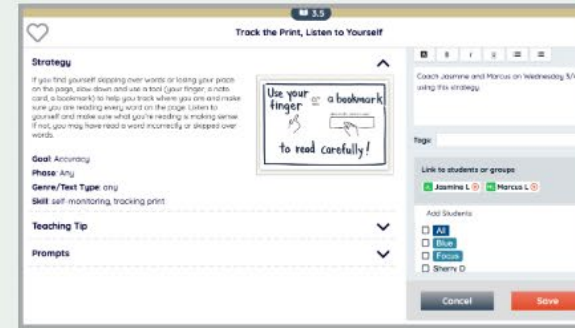 3.5
Track the Print, Listen to Yourself
Strategy
If you find yourself skipping over words or losing your place
on the page, slow down and use a tool (your finger, a note
card, a bookmark) to help you track where you are and make
sure you are reading every word on the page. Listen to
yourself and make sure what you're reading is making sense.
If not, you may have read a word incorrectly or skipped over
words.
Use your finger or a bookmark
to read carefully!
Goal: Accuracy
Phase: Any
Genre/Text Type: any
Skill: self-monitoring, tracking print
Teaching Tip
Prompts
B I U
Coach Jasmine and Marcus on Wednesday
using this strategy.
Tags:
Link to students or groups
Jasmine L
Marcus L
Add Students
All
Blue
Focus
Sherry D
Cancel
Save